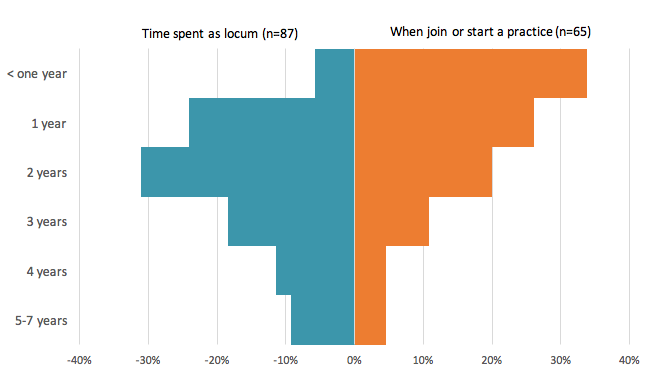 Time spent as locum (n=87)
When join or start a practice (n=65)
< one year
1 year
2 years
3 years
4 years
5-7 years
-40% -30% -20% -10% 0% 10% 20% 30% 40%